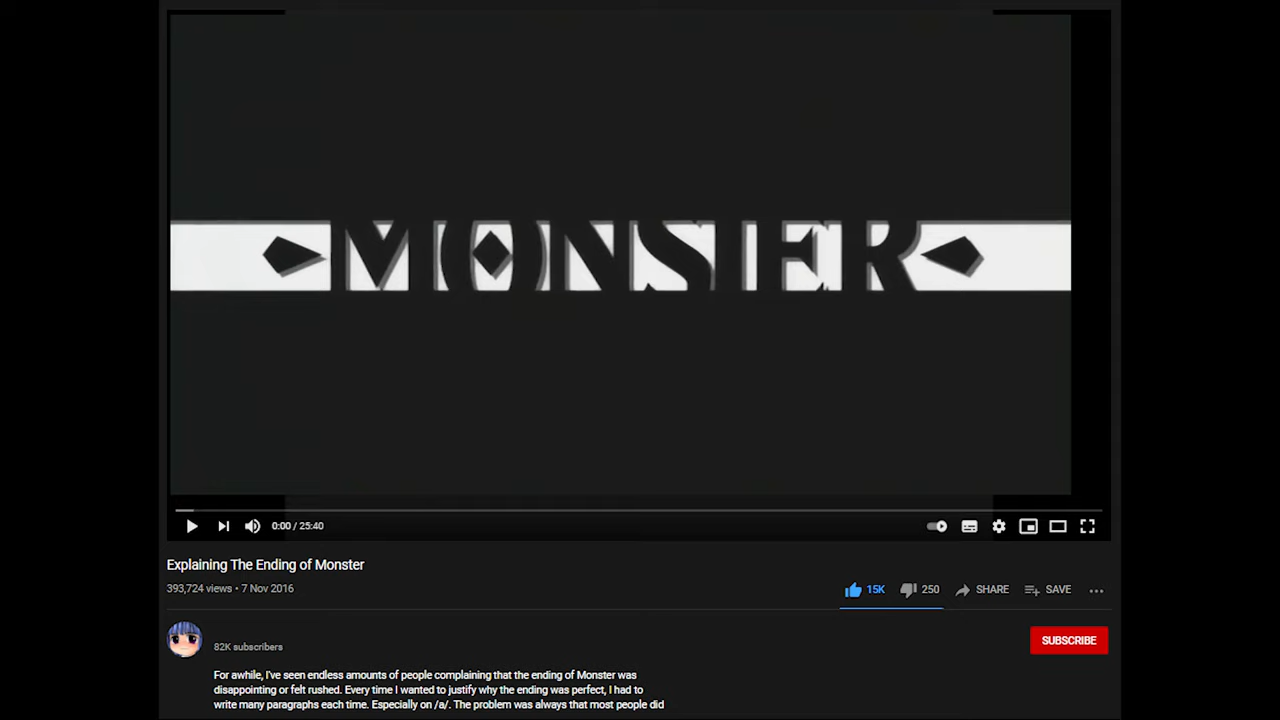 MONSTER
0:00 / 25:40
Explaining The Ending of Monster
393,724 views • 7 Nov 2016
15K
250
SHARE
SAVE
82K subscribers
SUBSCRIBE
For awhile, I've seen endless amounts of people complaining that the ending of Monster was
disappointing or felt rushed. Every time I wanted to justify why the ending was perfect, I had to
write many paragraphs each time. Especially on /a/. The problem was always that most people did